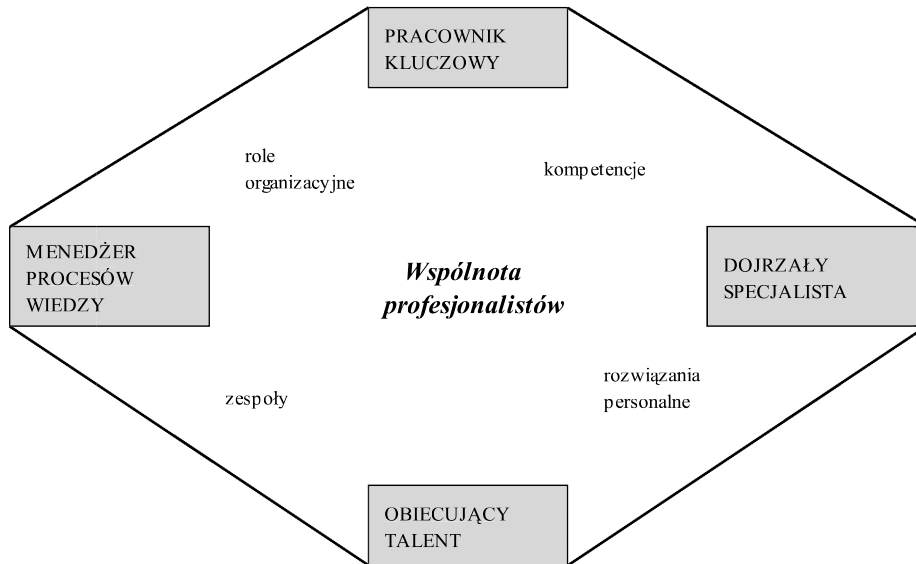 PRACOWNIK
KLUCZOWY
role
organizacyjne
kompetencje
MENEDŻER
PROCESÓW
WIEDZY
Wspólnota
profesjonalistów
DOJRZAŁY
SPECJALISTA
zespoły
rozwiązania
personalne
OBIECUJĄCY
TALENT